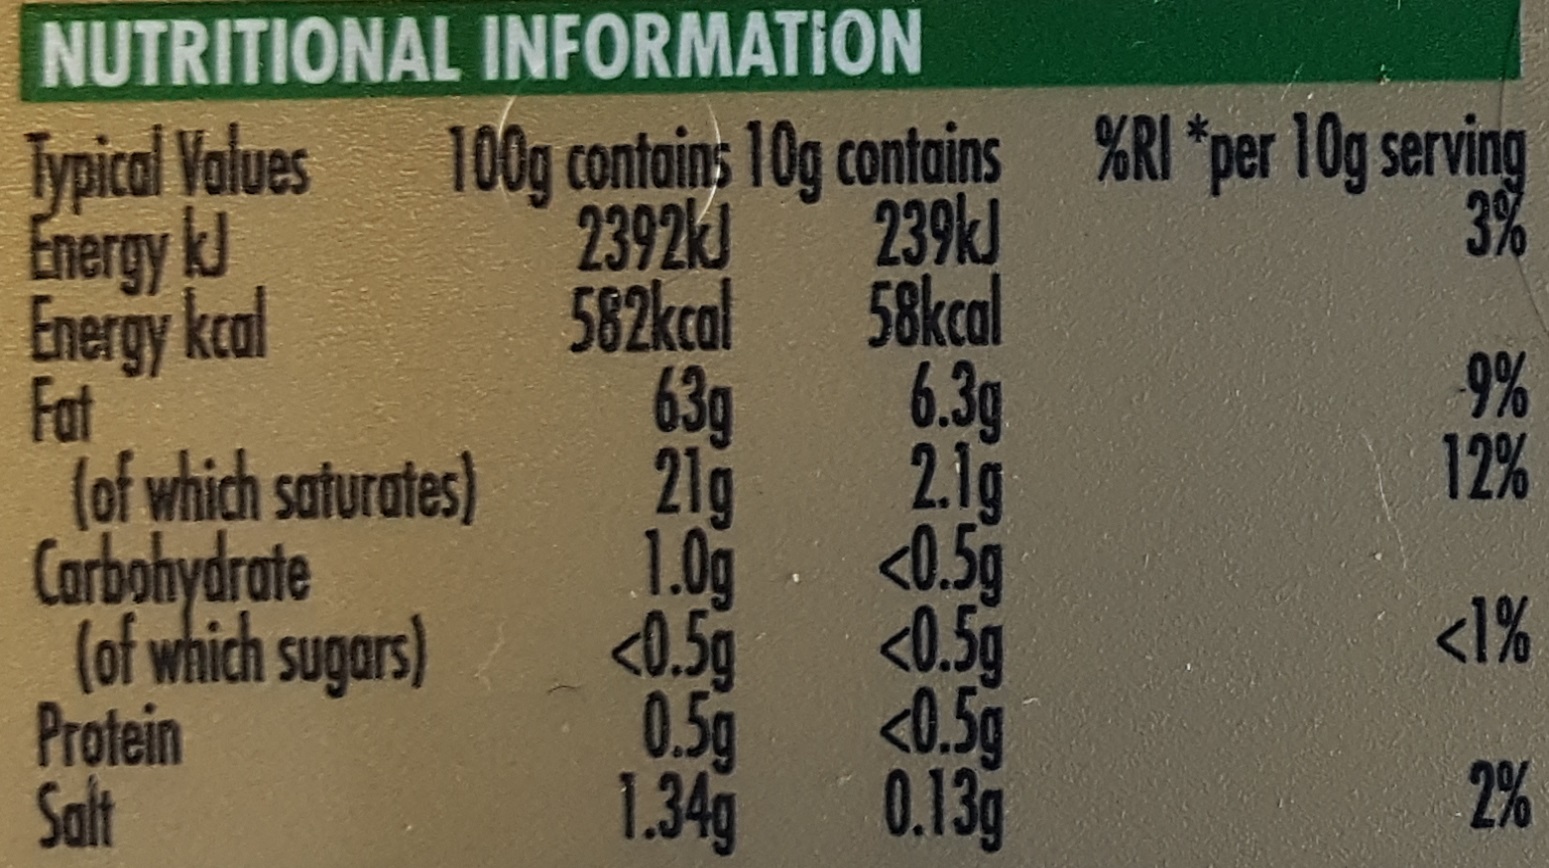 NUTRITIONAL INFORMATION
Typical Values 100g contains 10g contains %RI *per 10g serving
Energy kJ 2392kJ 239kJ 3%
Energy kcal 582kcal 58kcal
Fat 63g 6.3g 9%
(of which saturates) 21g 2.1g 12%
Carbohydrate 1.0g <0.5g
(of which sugars) <0.5g <0.5g <1%
Protein 0.5g <0.5g
Salt 1.34g 0.13g 2%